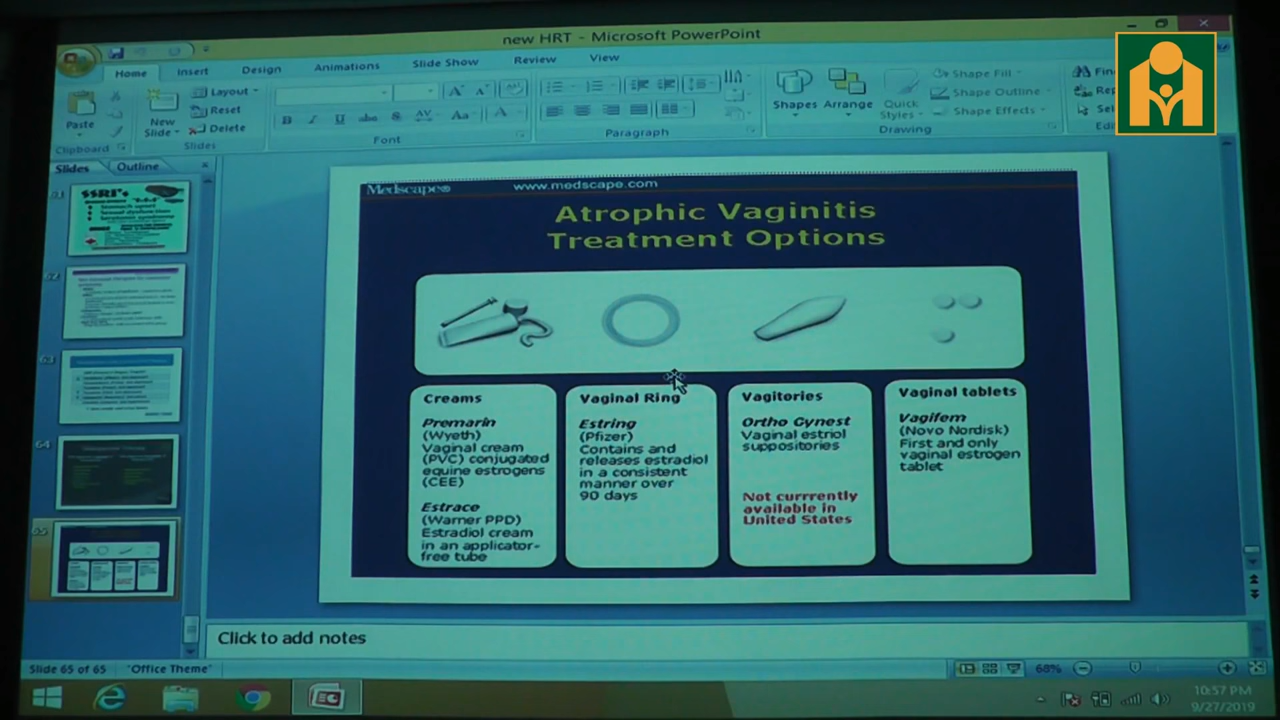 new HRT - Microsoft PowerPoint
Home
Insert
Design
Animations
Slide Show
Review
View
Paste
Clipboard
New
Slide
Layout
Reset
Delete
Slides
Font
Paragraph
Shapes
Arrange
Quick
Styles
Shape Fill
Shape Outline
Shape Effects
Drawing
Slides
Outline
SSRI's
62
63
64
65
Medscape®
www.medscape.com
Atrophic Vaginitis
Treatment Options
Creams
Premarin
(Wyeth)
Vaginal cream
(PVC) conjugated
equine estrogens
(CEE)
Estrace
(Warner PPD)
Estradiol cream
in an applicator-
free tube
Vaginal Ring
Estring
(Pfizer)
Contains and
releases estradiol
in a consistent
manner over
90 days
Vagitories
Ortho Gynest
Vaginal estriol
suppositories
Not currrently
available in
United States
Vaginal tablets
Vagifem
(Novo Nordisk)
First and only
vaginal estrogen
tablet
Click to add notes
Slide 65 of 65
"Office Theme"
68%
10:57 PM
9/27/2019